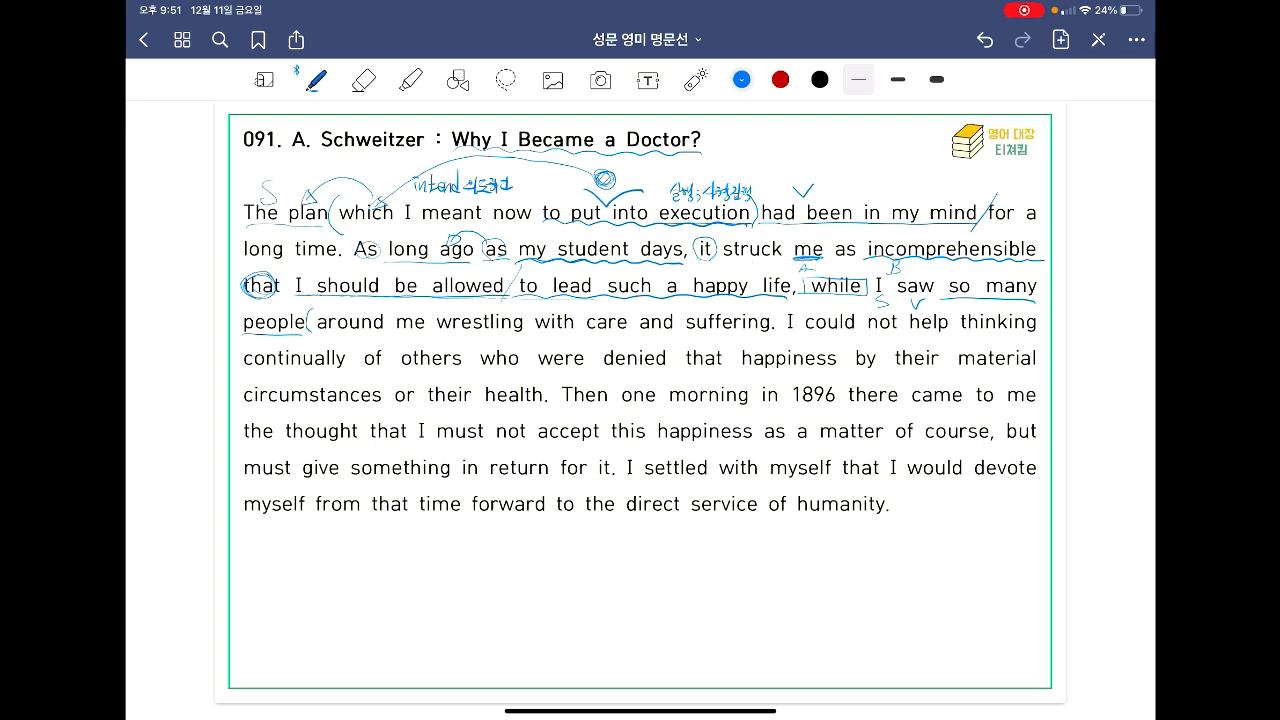 오후 9:51 12월 11일 금요일
24%
성문 영미 명문선
091. A. Schweitzer : Why I Became a Doctor?
영어 대장
티쳐킴
S
intend 의도하다
V
The plan which I meant now to put into execution had been in my mind for a
long time. As long ago as my student days, it struck me as incomprehensible
A B
that I should be allowed to lead such a happy life, while I saw so many
S V
people around me wrestling with care and suffering. I could not help thinking
continually of others who were denied that happiness by their material
circumstances or their health. Then one morning in 1896 there came to me
the thought that I must not accept this happiness as a matter of course, but
must give something in return for it. I settled with myself that I would devote
myself from that time forward to the direct service of humanity.